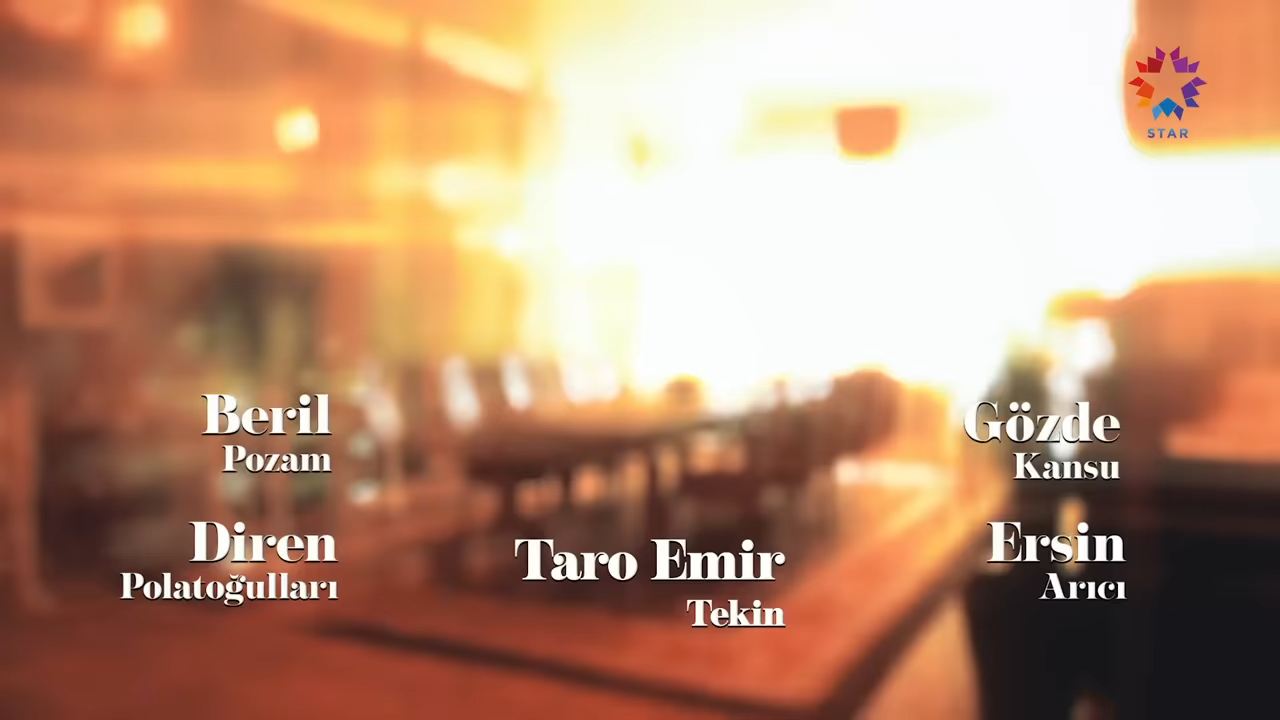 STAR
Beril
Pozam
Gözde
Kansu
Diren
Polatoğulları
Taro Emir
Tekin
Ersin
Arıcı